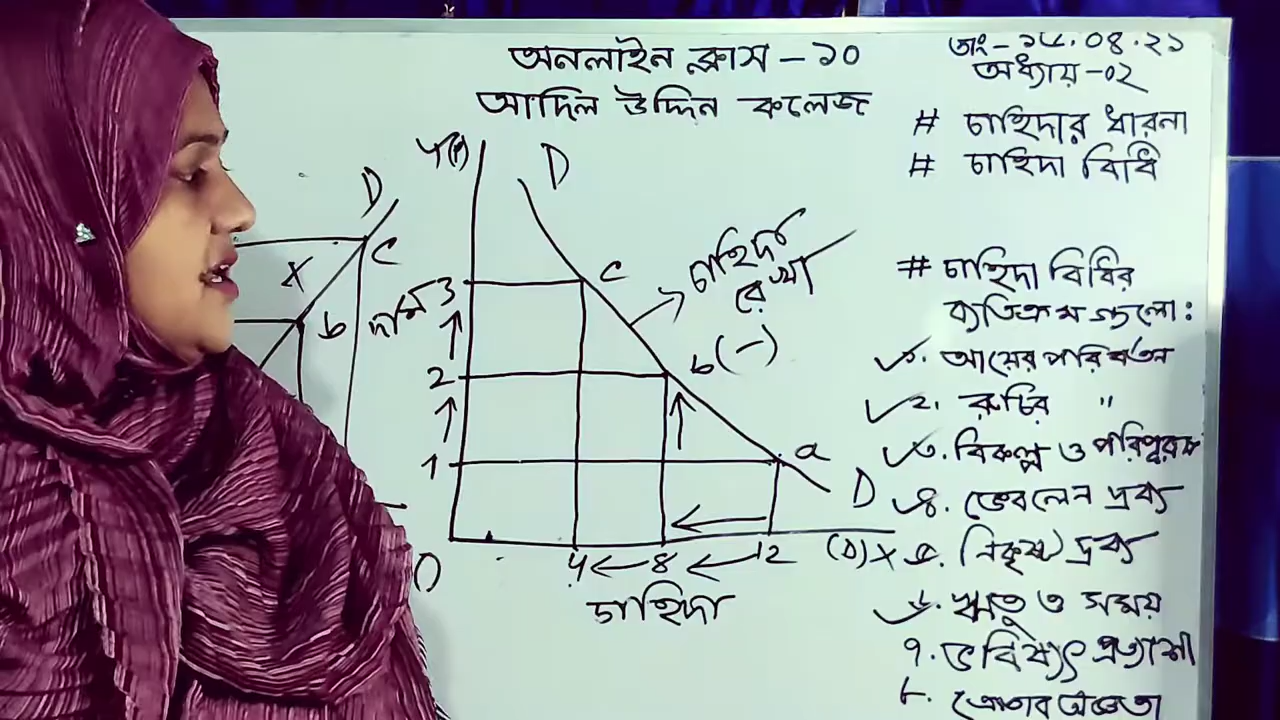 অনলাইন ক্লাস - ১০
আদিল উদ্দিন কলেজ
তাং - ১৫.০৪.২১
অধ্যায় -০২
# চাহিদার ধারনা
# চাহিদা বিধি
# চাহিদা বিধির
ব্যতিক্রম গুলো:
১. আয়ের পরিবর্তন
২. রুচির "
৩. বিকল্প ও পরিপূরক
৪. ভেবলেন দ্রব্য
৫. নিকৃষ্ট দ্রব্য
৬. ঋতু ও সময়
৭. ভবিষ্যৎ প্রত্যাশা
৮. ক্রেতার অজ্ঞতা
D
C
X
b
Y(P)
D
দাম
3
C
চাহিদা
রেখা
(-)
2
b
1
a
D
O
4
8
12
(D)X
চাহিদা